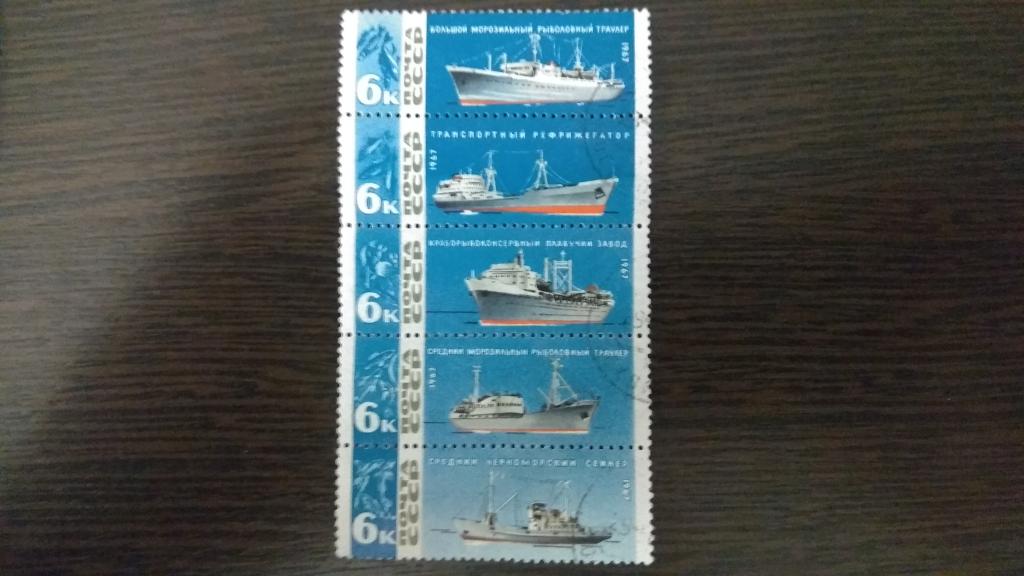 БОЛЬШОЙ МОРОЗИЛЬНЫЙ РЫБОЛОВНЫЙ ТРАУЛЕР
1967
6к ПОЧТА СССР
ТРАНСПОРТНЫЙ РЕФРИЖЕРАТОР
1967
6к ПОЧТА СССР
КРАБОРЫБОКОНСЕРВНЫЙ ПЛАВУЧИЙ ЗАВОД
1967
6к ПОЧТА СССР
СРЕДНИЙ МОРОЗИЛЬНЫЙ РЫБОЛОВНЫЙ ТРАУЛЕР
1967
6к ПОЧТА СССР
СРЕДНИЙ ЧЕРНОМОРСКИЙ СЕЙНЕР
1967
6к ПОЧТА СССР